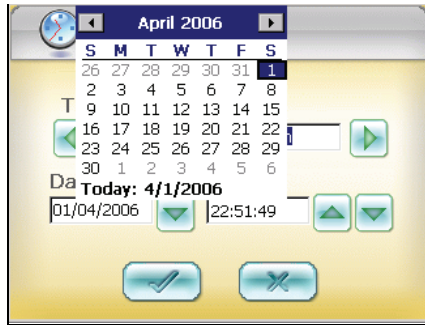 April 2006
S M T W T F S
26 27 28 29 30 31 1
2 3 4 5 6 7 8
9 10 11 12 13 14 15
16 17 18 19 20 21 22
23 24 25 26 27 28 29
30 1 2 3 4 5 6
Today: 4/1/2006
01/04/2006 22:51:49